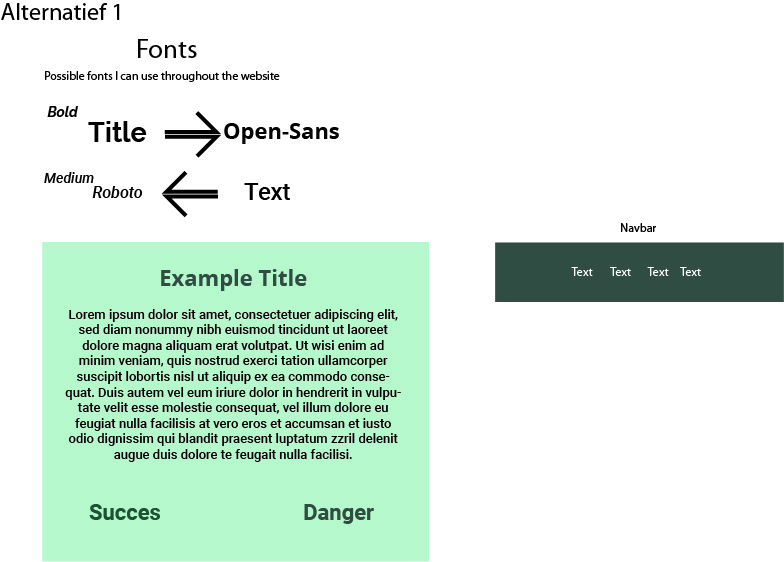 Alternatief 1
Fonts
Possible fonts I can use throughout the website
Bold
Title Open-Sans
Medium
Roboto Text
Navbar
Text Text Text Text
Example Title
Lorem ipsum dolor sit amet, consectetuer adipiscing elit,
sed diam nonummy nibh euismod tincidunt ut laoreet
dolore magna aliquam erat volutpat. Ut wisi enim ad
minim veniam, quis nostrud exerci tation ullamcorper
suscipit lobortis nisl ut aliquip ex ea commodo conse-
quat. Duis autem vel eum iriure dolor in hendrerit in vulpu-
tate velit esse molestie consequat, vel illum dolore eu
feugiat nulla facilisis at vero eros et accumsan et iusto
odio dignissim qui blandit praesent luptatum zzril delenit
augue duis dolore te feugait nulla facilisi.
Succes Danger